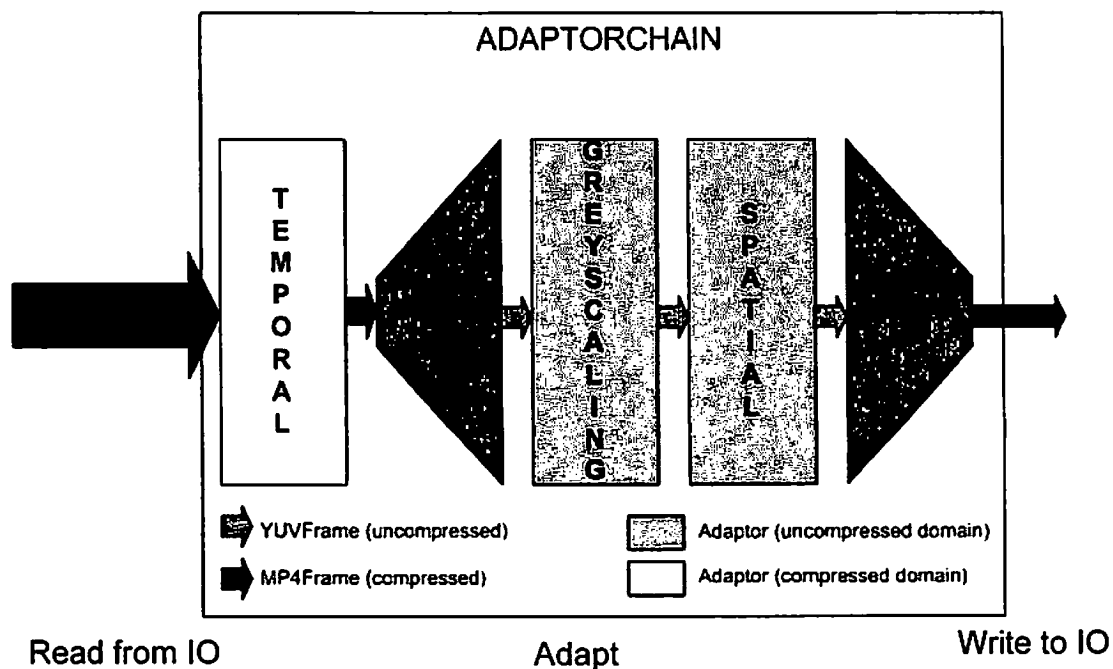 ADAPTORCHAIN
TEMPORAL
GREYSCALING
SPATIAL
YUVFrame (uncompressed)
Adaptor (uncompressed domain)
MP4Frame (compressed)
Adaptor (compressed domain)
Read from IO
Adapt
Write to IO